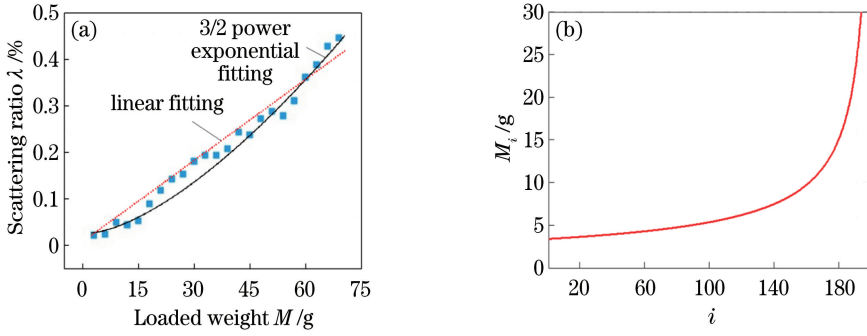 (a)
3/2 power
exponential
fitting
linear fitting
Scattering ratio λ /%
0.5
0.4
0.3
0.2
0.1
0
0 15 30 45 60 75
Loaded weight M /g
(b)
M_i /g
30
25
20
15
10
5
0
20 60 100 140 180
i